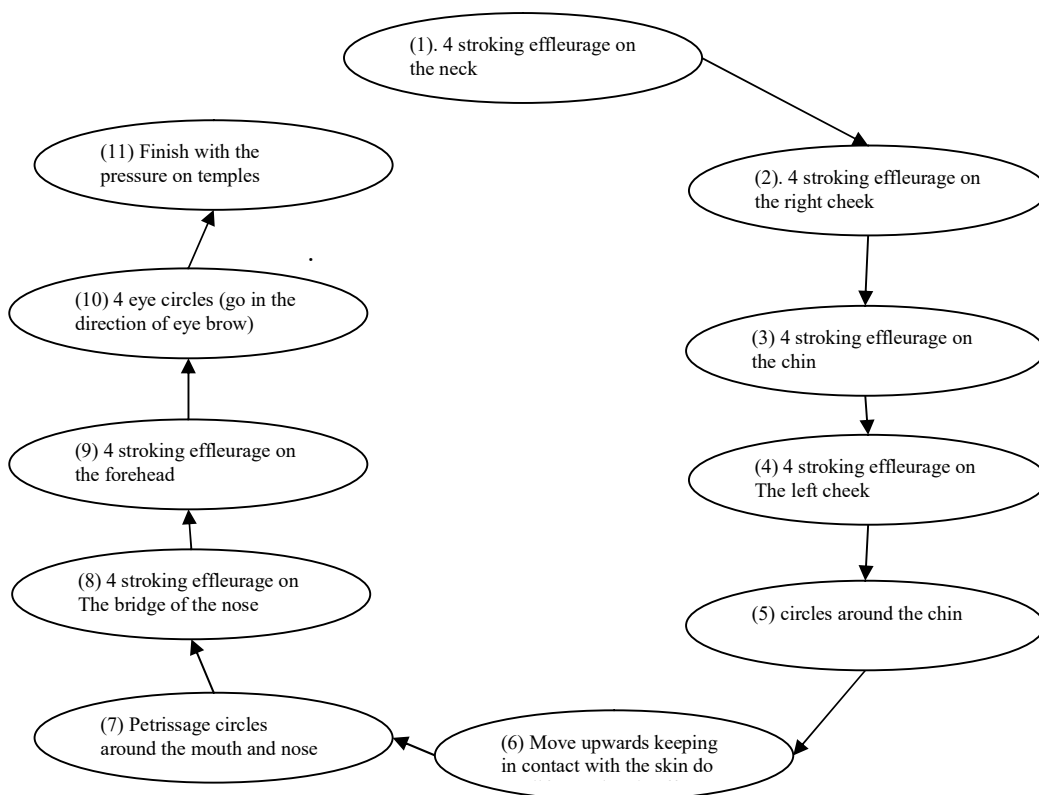 (1). 4 stroking effleurage on
the neck
(2). 4 stroking effleurage on
the right cheek
(3) 4 stroking effleurage on
the chin
(4) 4 stroking effleurage on
The left cheek
(5) circles around the chin
(6) Move upwards keeping
in contact with the skin do
(7) Petrissage circles
around the mouth and nose
(8) 4 stroking effleurage on
The bridge of the nose
(9) 4 stroking effleurage on
the forehead
(10) 4 eye circles (go in the
direction of eye brow)
(11) Finish with the
pressure on temples
.